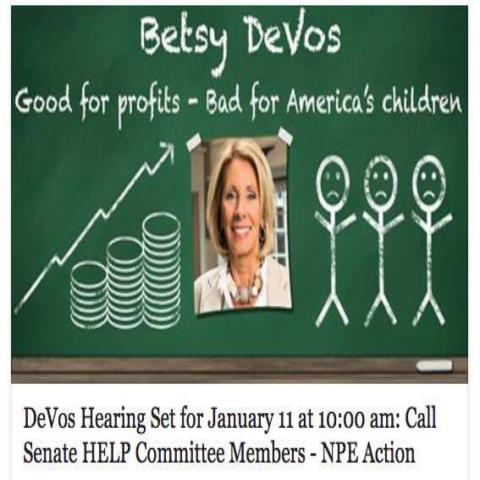 Betsy DeVos
Good for profits - Bad for America's children
DeVos Hearing Set for January 11 at 10:00 am: Call
Senate HELP Committee Members - NPE Action